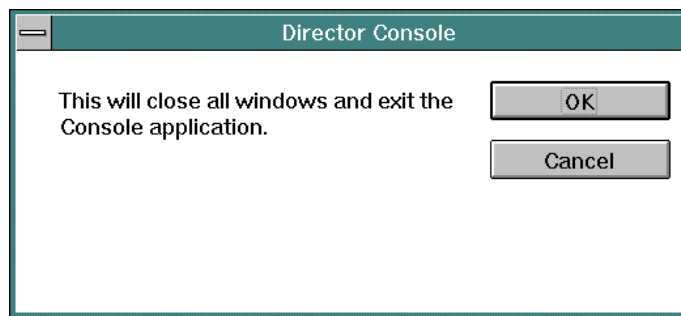 Director Console
This will close all windows and exit the
Console application.
OK
Cancel